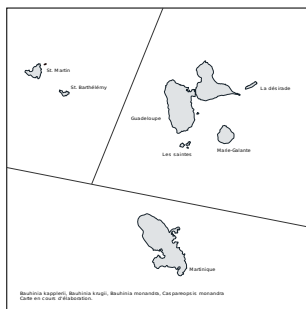 St. Martin
St. Barthélémy
La désirade
Guadeloupe
Les saintes
Marie-Galante
Martinique
Bauhinia kappleri, Bauhinia krugii, Bauhinia monandra, Caspareopsis monandra
Carte en cours d'élaboration.